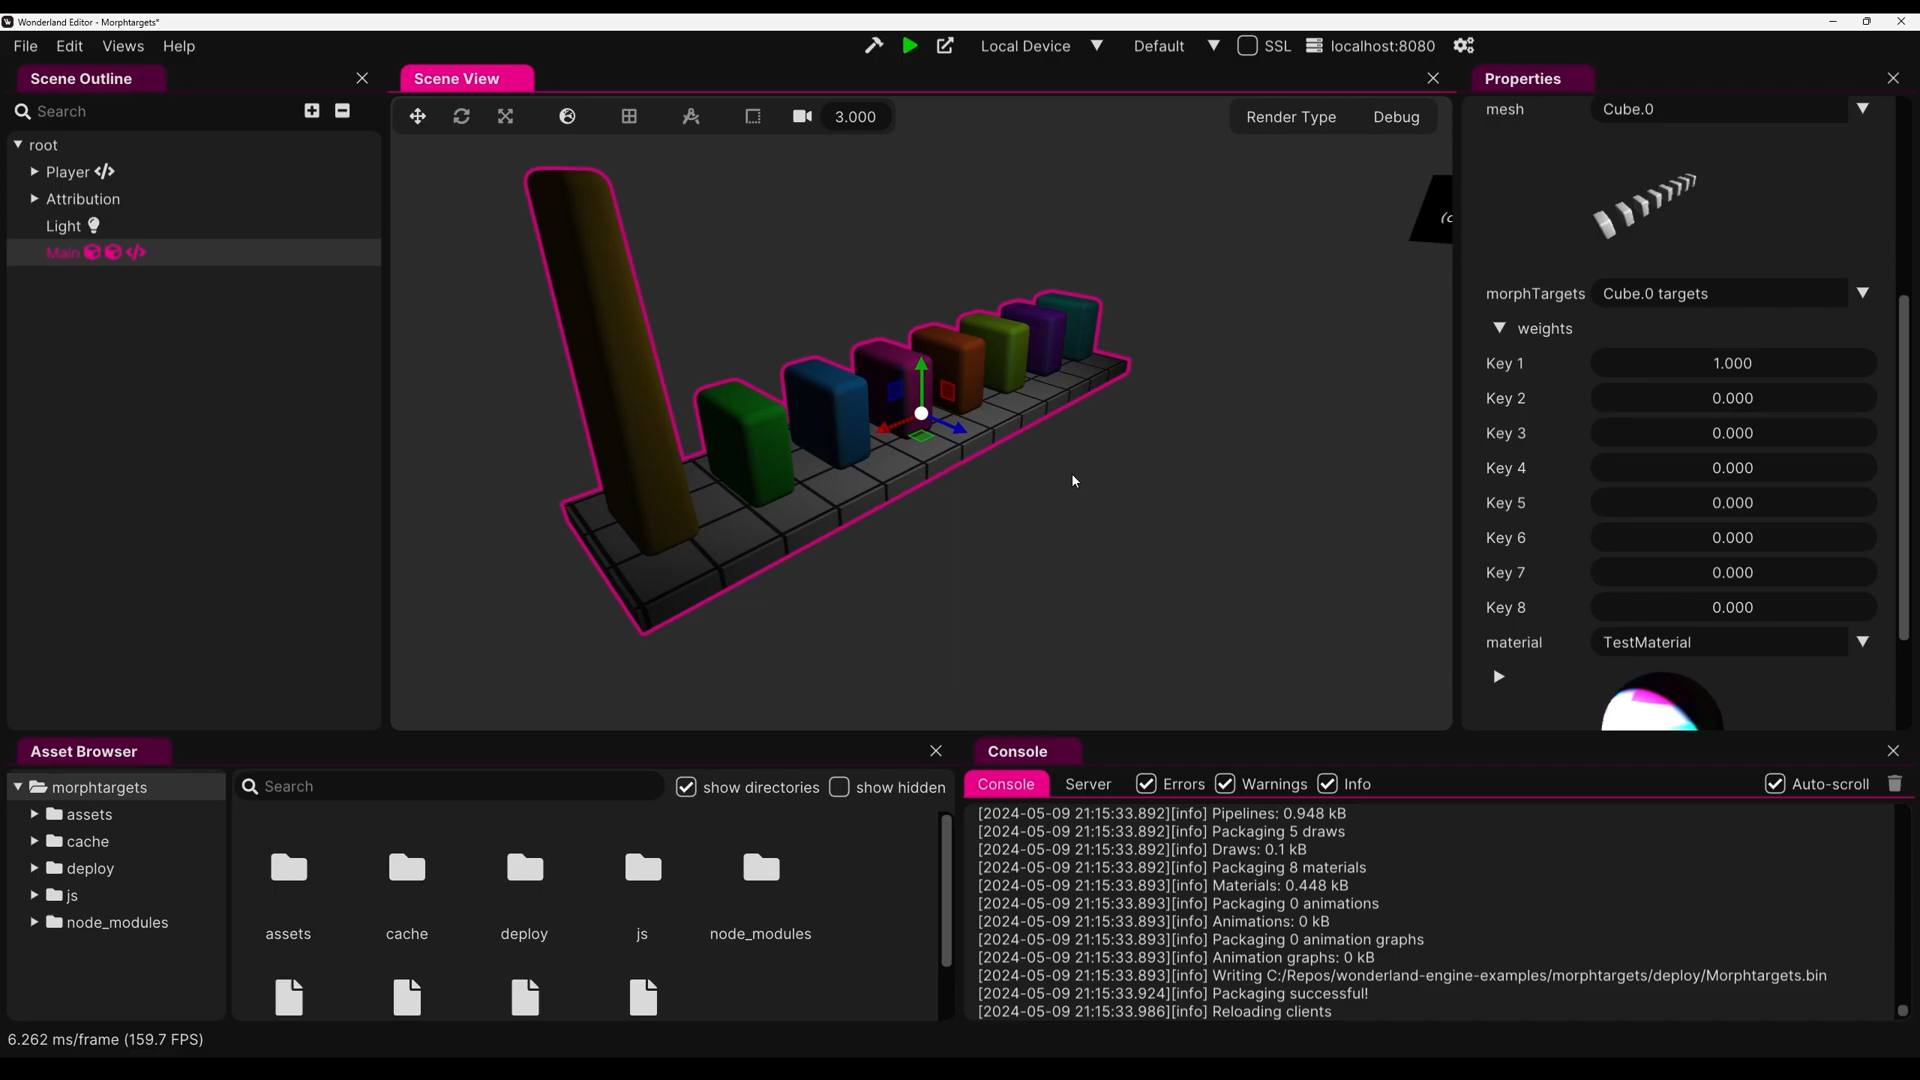 Wonderland Editor - Morphtargets*
File Edit Views Help
Local Device Default SSL localhost:8080
Scene Outline
Search
root
Player
Attribution
Light
Main
Scene View
3.000
Render Type Debug
(c
Properties
mesh Cube.0
morphTargets Cube.0 targets
weights
Key 1 1.000
Key 2 0.000
Key 3 0.000
Key 4 0.000
Key 5 0.000
Key 6 0.000
Key 7 0.000
Key 8 0.000
material TestMaterial
Asset Browser
morphtargets
assets
cache
deploy
js
node_modules
Search
show directories show hidden
assets cache deploy js node_modules
Console
Console Server Errors Warnings Info Auto-scroll
[2024-05-09 21:15:33.892][info] Pipelines: 0.948 kB
[2024-05-09 21:15:33.892][info] Packaging 5 draws
[2024-05-09 21:15:33.892][info] Draws: 0.1 kB
[2024-05-09 21:15:33.892][info] Packaging 8 materials
[2024-05-09 21:15:33.893][info] Materials: 0.448 kB
[2024-05-09 21:15:33.893][info] Packaging 0 animations
[2024-05-09 21:15:33.893][info] Animations: 0 kB
[2024-05-09 21:15:33.893][info] Packaging 0 animation graphs
[2024-05-09 21:15:33.893][info] Animation graphs: 0 kB
[2024-05-09 21:15:33.893][info] Writing C:/Repos/wonderland-engine-examples/morphtargets/deploy/Morphtargets.bin
[2024-05-09 21:15:33.924][info] Packaging successful!
[2024-05-09 21:15:33.986][info] Reloading clients
6.262 ms/frame (159.7 FPS)